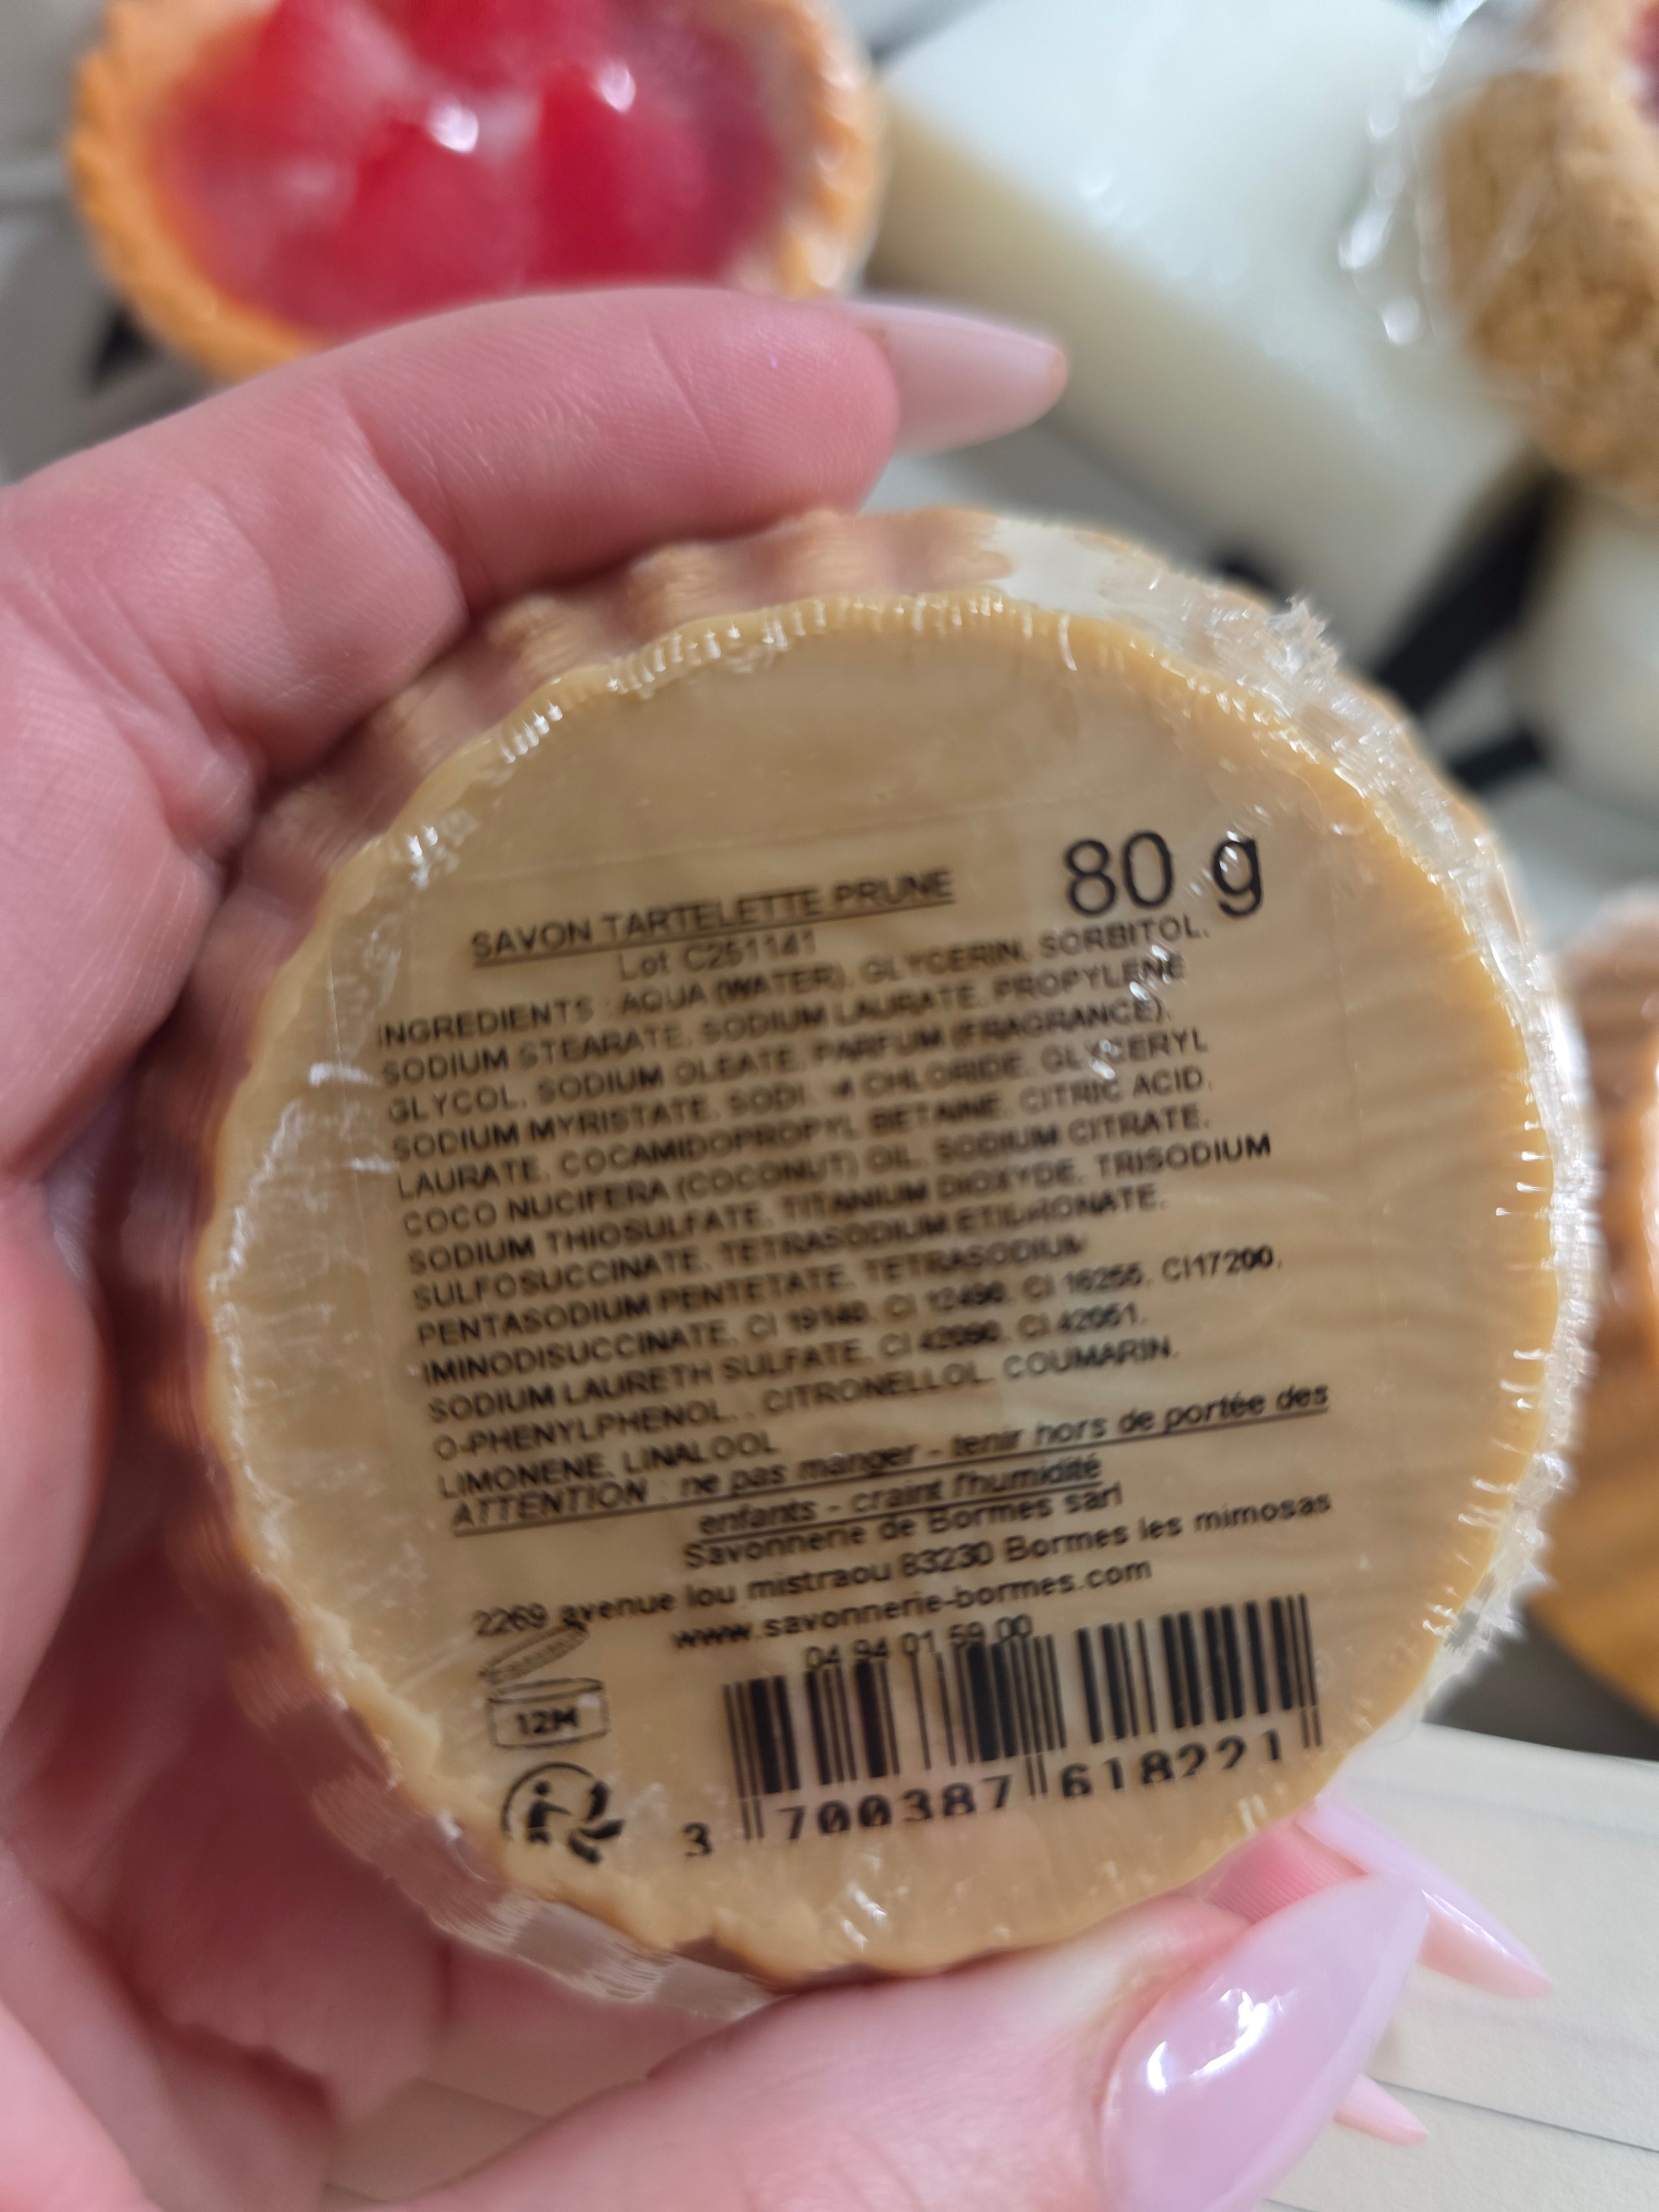 80 g
SAVON TARTELETTE PRUNE
Lot C251141
INGREDIENTS : AQUA (WATER), GLYCERIN, SORBITOL,
SODIUM STEARATE, SODIUM LAURATE, PROPYLENE
GLYCOL, SODIUM OLEATE, PARFUM (FRAGRANCE),
SODIUM MYRISTATE, CHLORIDE, GLYCERYL
LAURATE, COCAMIDOPROPYL BETAINE, CITRIC ACID,
COCO NUCIFERA (COCONUT) OIL, SODIUM CITRATE,
SODIUM THIOSULFATE, TITANIUM DIOXYDE, TRISODIUM
SULFOSUCCINATE, TETRASODIUM
PENTASODIUM PENTETATE, TETRASODIUM
IMINODISUCCINATE, CI 19140, CI CI 16255, CI17200,
SODIUM LAURETH SULFATE, CI 42090, CI 42051,
O-PHENYLPHENOL, , CITRONELLOL, COUMARIN,
LIMONENE, LINALOOL
ATTENTION : ne pas manger - tenir hors de portée des
enfants - craint l'humidité
Savonnerie de Bormes sarl
2269 avenue lou mistraou 83230 Bormes les mimosas
www.savonnerie-bormes.com
04 94 01 59 00
12M
3 700387 618221